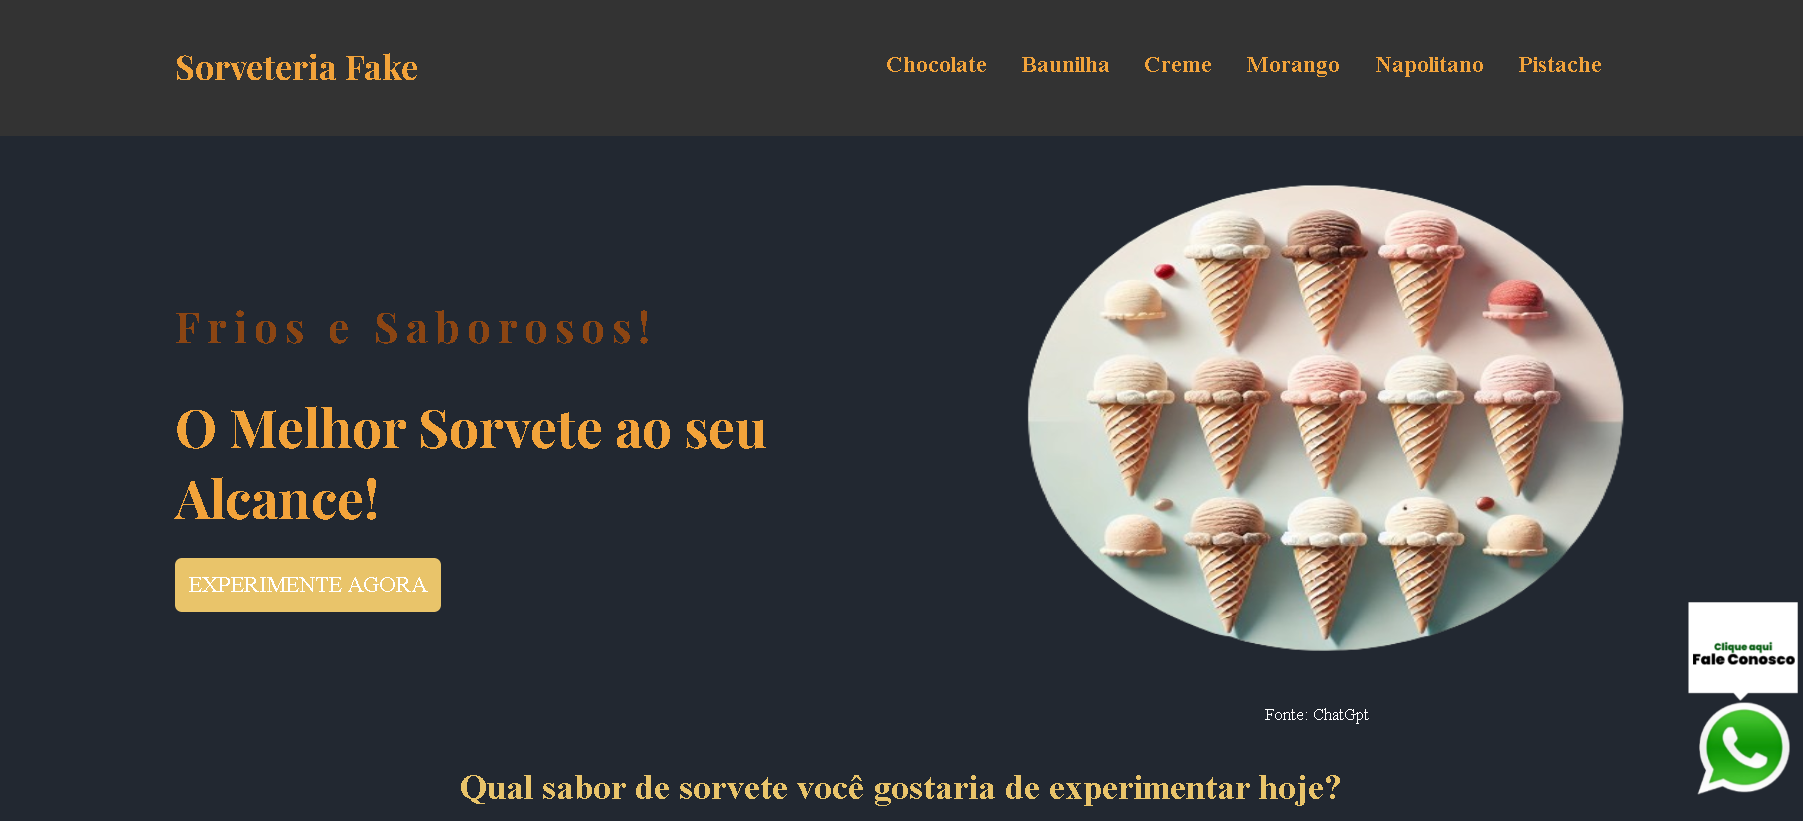 Sorveteria Fake
Chocolate Baunilha Creme Morango Napolitano Pistache
Frios e Saborosos!
O Melhor Sorvete ao seu
Alcance!
EXPERIMENTE AGORA
Fonte: ChatGpt
Clique aqui
Fale Conosco
Qual sabor de sorvete você gostaria de experimentar hoje?